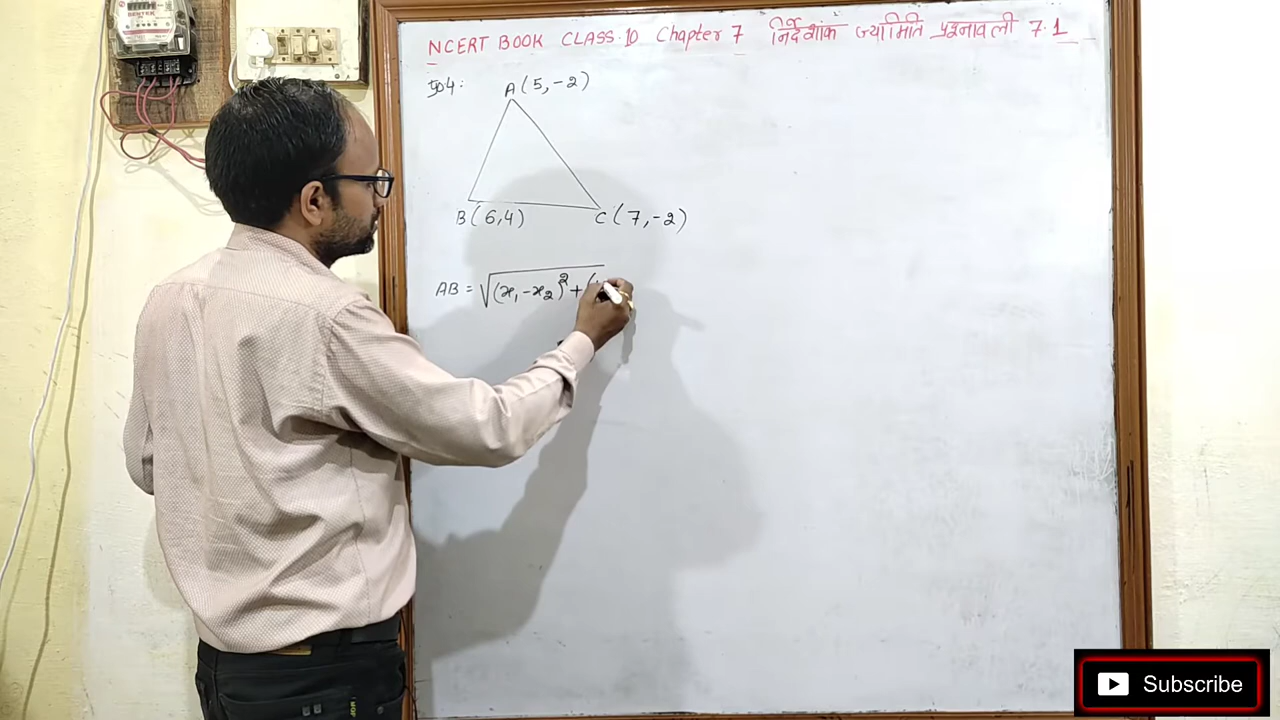 NCERT BOOK CLASS 10 Chapter 7 निर्देशांक ज्यामिति प्रश्नावली 7.1
प्र04:
A (5, -2)
B (6,4)
C (7, -2)
AB = √(x₁ - x₂)² + (
Subscribe